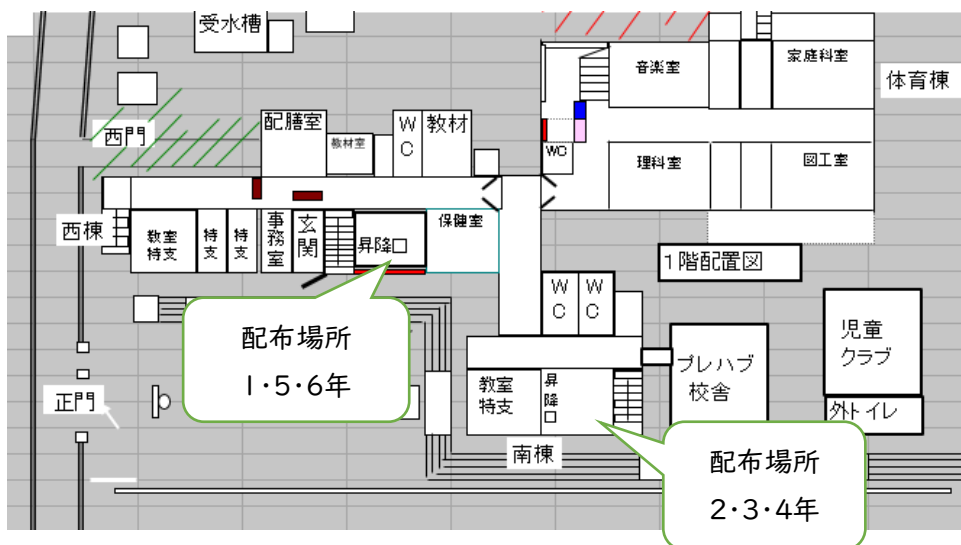 受水槽
音楽室
家庭科室
体育棟
西門
配膳室
教材室
WC
教材
WC
理科室
図工室
西棟
教室
特支
特支
特支
事務室
玄関
昇降口
保健室
1階配置図
WC
WC
配布場所
1・5・6年
児童
クラブ
プレハブ
校舎
教室
特支
昇降口
正門
外トイレ
南棟
配布場所
2・3・4年